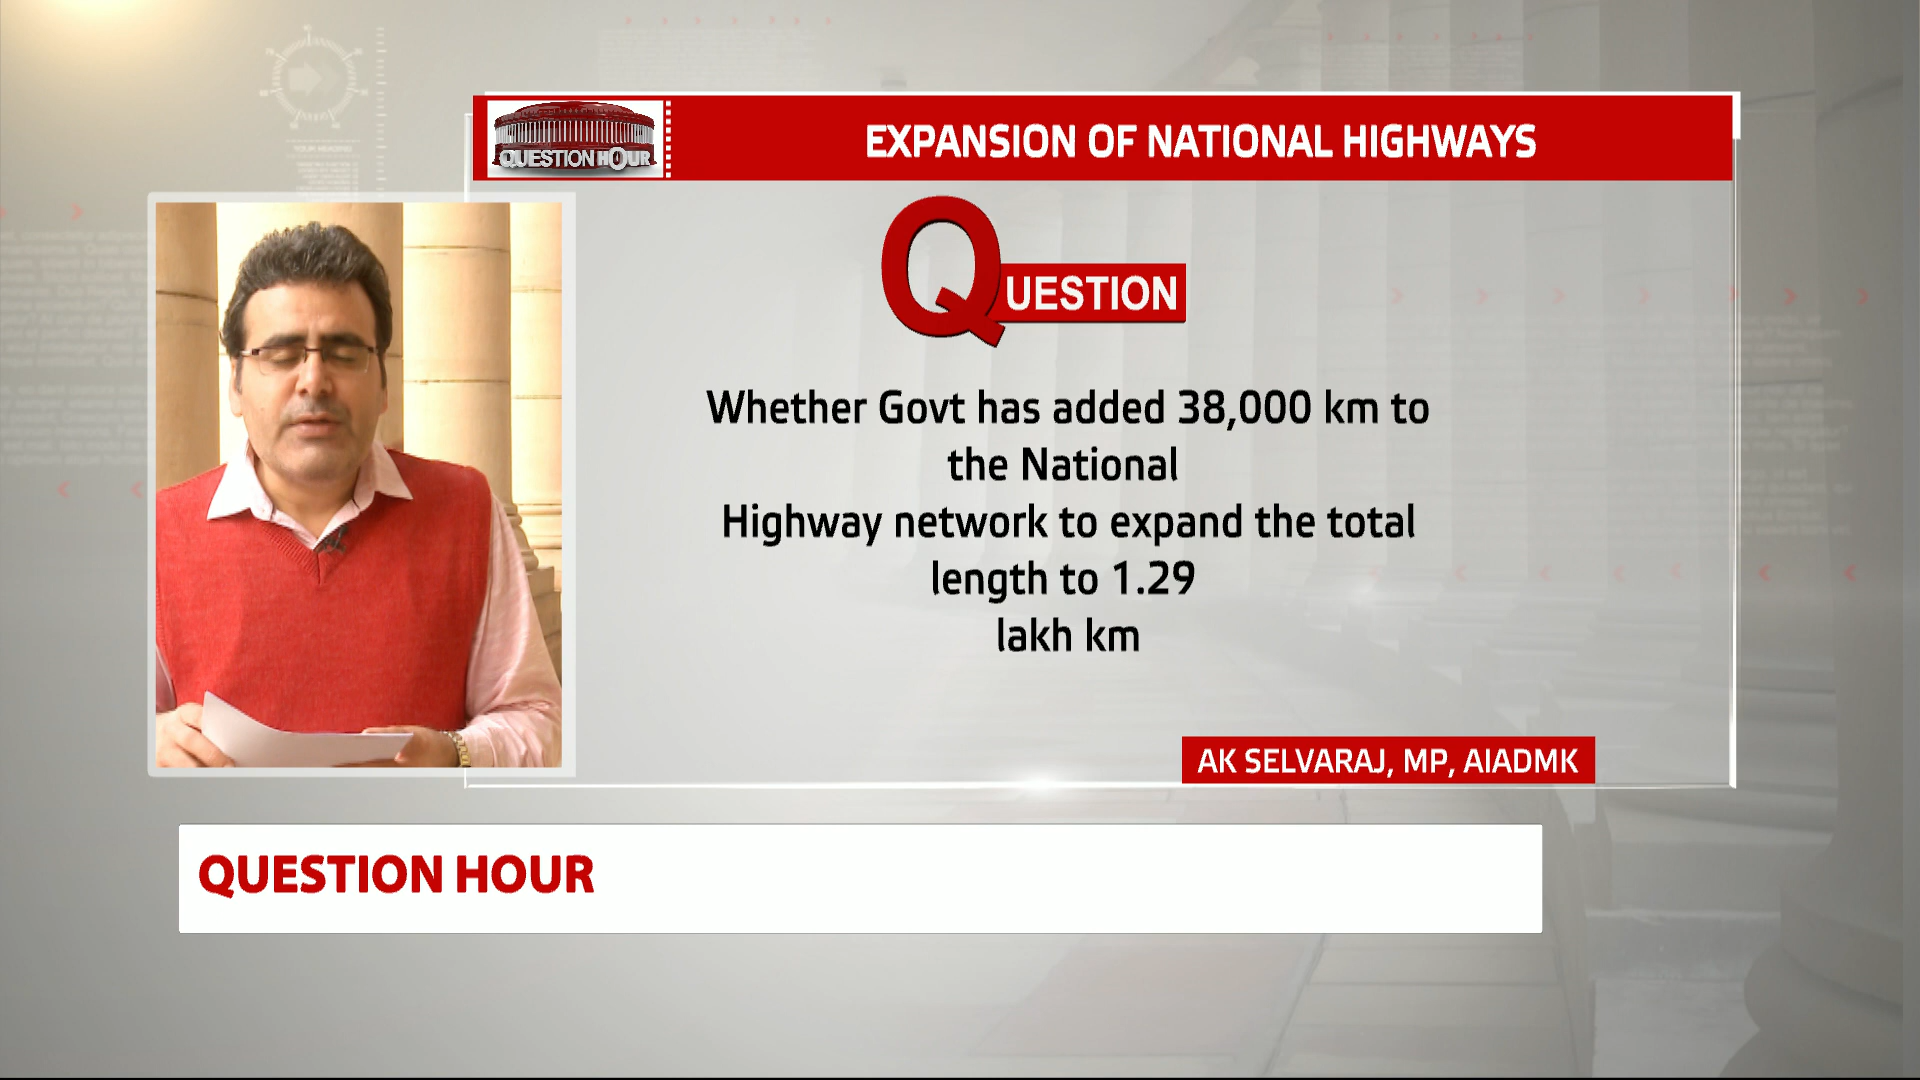 QUESTION HOUR
EXPANSION OF NATIONAL HIGHWAYS
QUESTION
Whether Govt has added 38,000 km to
the National
Highway network to expand the total
length to 1.29
lakh km
AK SELVARAJ, MP, AIADMK
QUESTION HOUR